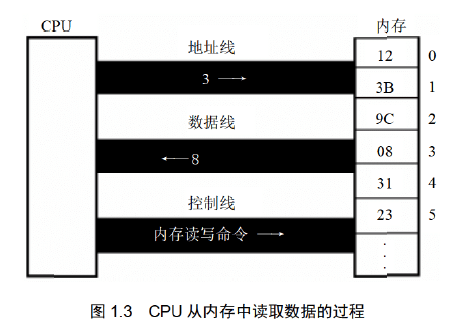 CPU
内存
地址线
3 →
数据线
← 8
控制线
内存读写命令 →
12 0
3B 1
9C 2
08 3
31 4
23 5
.
.
.
图 1.3 CPU 从内存中读取数据的过程